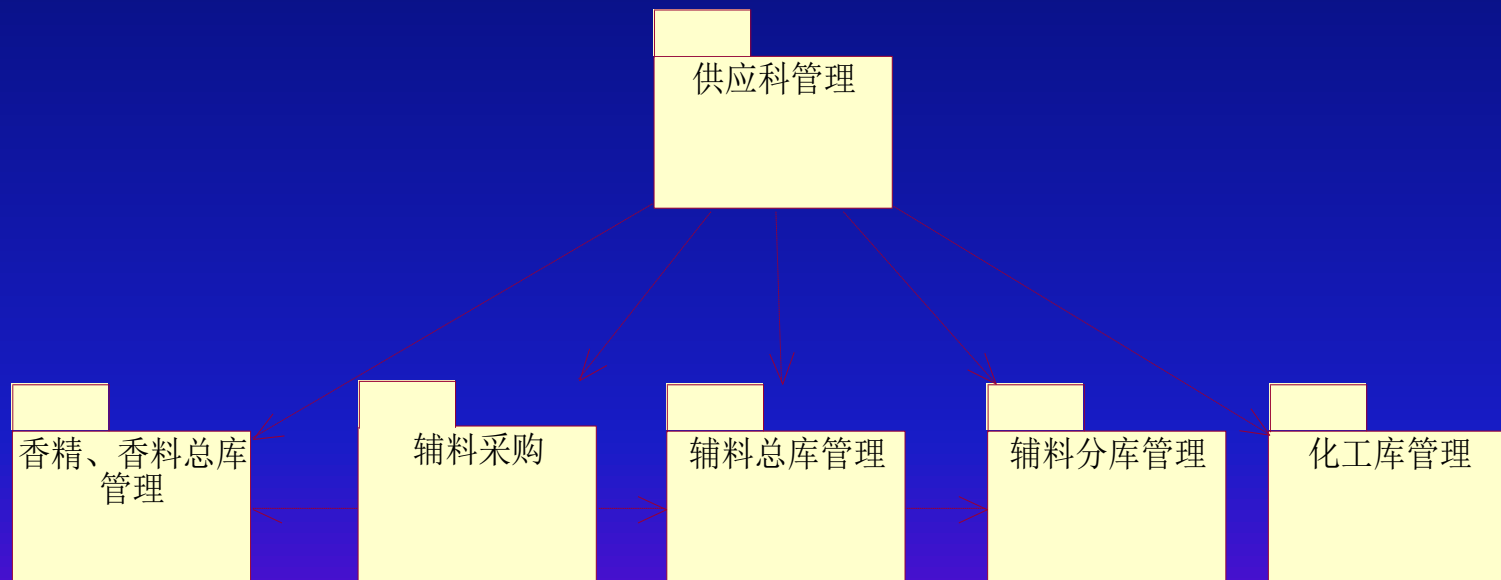 供应科管理
香精、香料总库
管理
辅料采购
辅料总库管理
辅料分库管理
化工库管理